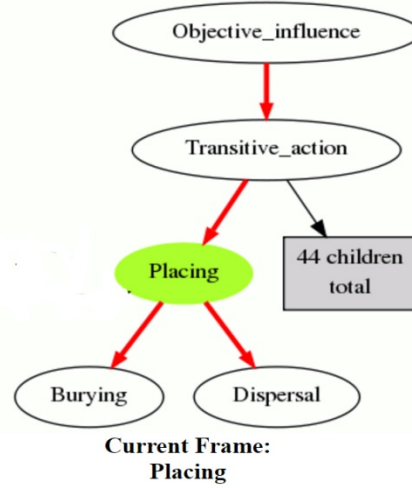 Objective_influence
Transitive_action
Placing
44 children
total
Burying
Dispersal
Current Frame:
Placing